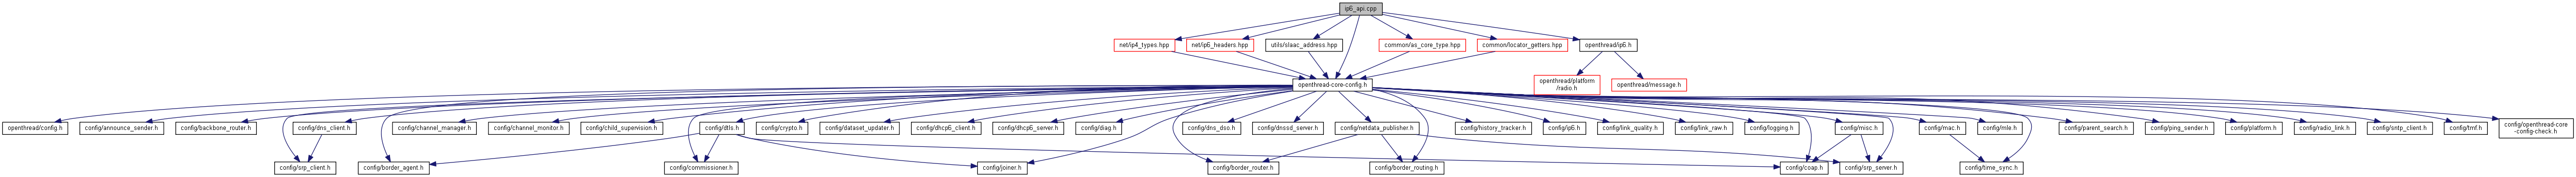 ip6_api.cpp
net/ip4_types.hpp
net/ip6_headers.hpp
utils/slaac_address.hpp
common/as_core_type.hpp
common/locator_getters.hpp
openthread/ip6.h
openthread-core-config.h
openthread/platform
/radio.h
openthread/message.h
openthread/config.h
config/announce_sender.h
config/backbone_router.h
config/dns_client.h
config/channel_manager.h
config/channel_monitor.h
config/child_supervision.h
config/dtls.h
config/crypto.h
config/dataset_updater.h
config/dhcp6_client.h
config/dhcp6_server.h
config/diag.h
config/dns_dso.h
config/dnssd_server.h
config/netdata_publisher.h
config/history_tracker.h
config/ip6.h
config/link_quality.h
config/link_raw.h
config/logging.h
config/misc.h
config/mac.h
config/mle.h
config/parent_search.h
config/ping_sender.h
config/platform.h
config/radio_link.h
config/sntp_client.h
config/tmf.h
config/openthread-core
-config-check.h
config/srp_client.h
config/border_agent.h
config/commissioner.h
config/joiner.h
config/border_router.h
config/border_routing.h
config/coap.h
config/srp_server.h
config/time_sync.h